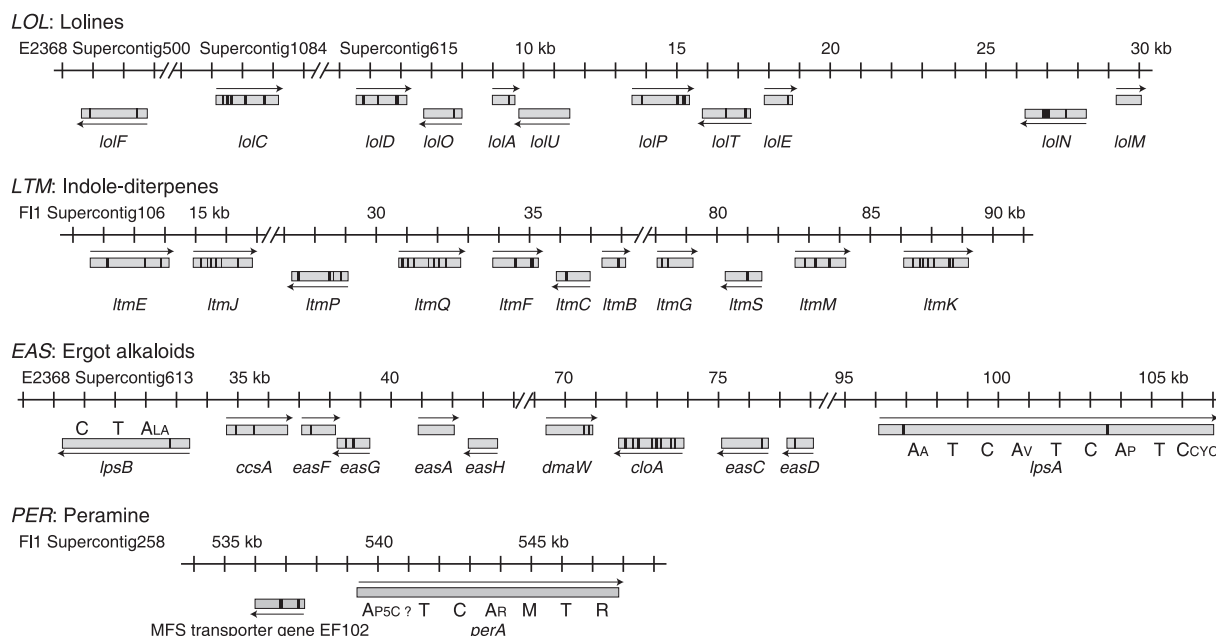 LOL: Lolines
E2368 Supercontig500 Supercontig1084 Supercontig615 10 kb 15 20 25 30 kb
lolF lolC lolD lolO lolA lolU lolP lolT lolE lolN lolM
LTM: Indole-diterpenes
Fl1 Supercontig106 15 kb 30 35 80 85 90 kb
ltmE ltmJ ltmP ltmQ ltmF ltmC ltmB ltmG ltmS ltmM ltmK
EAS: Ergot alkaloids
E2368 Supercontig613 35 kb 40 70 75 95 100 105 kb
C T ALA
lpsB ccsA easF easG easA easH dmaW cloA easC easD
AA T C AV T C AP T CCYC
lpsA
PER: Peramine
Fl1 Supercontig258 535 kb 540 545 kb
AP5C ? T C AR M T R
MFS transporter gene EF102 perA